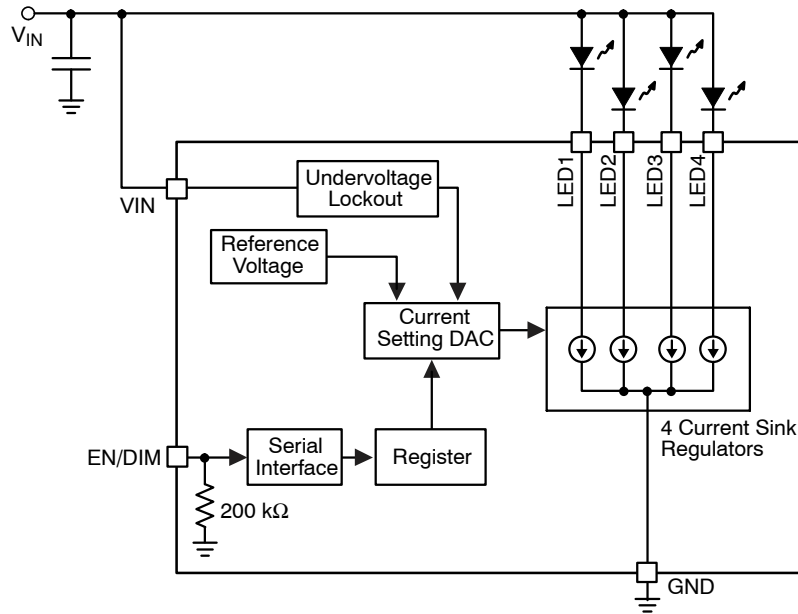 VIN
LED1
LED2
LED3
LED4
Undervoltage
Lockout
VIN
Reference
Voltage
Current
Setting DAC
4 Current Sink
Regulators
EN/DIM
Serial
Interface
Register
200 kΩ
GND